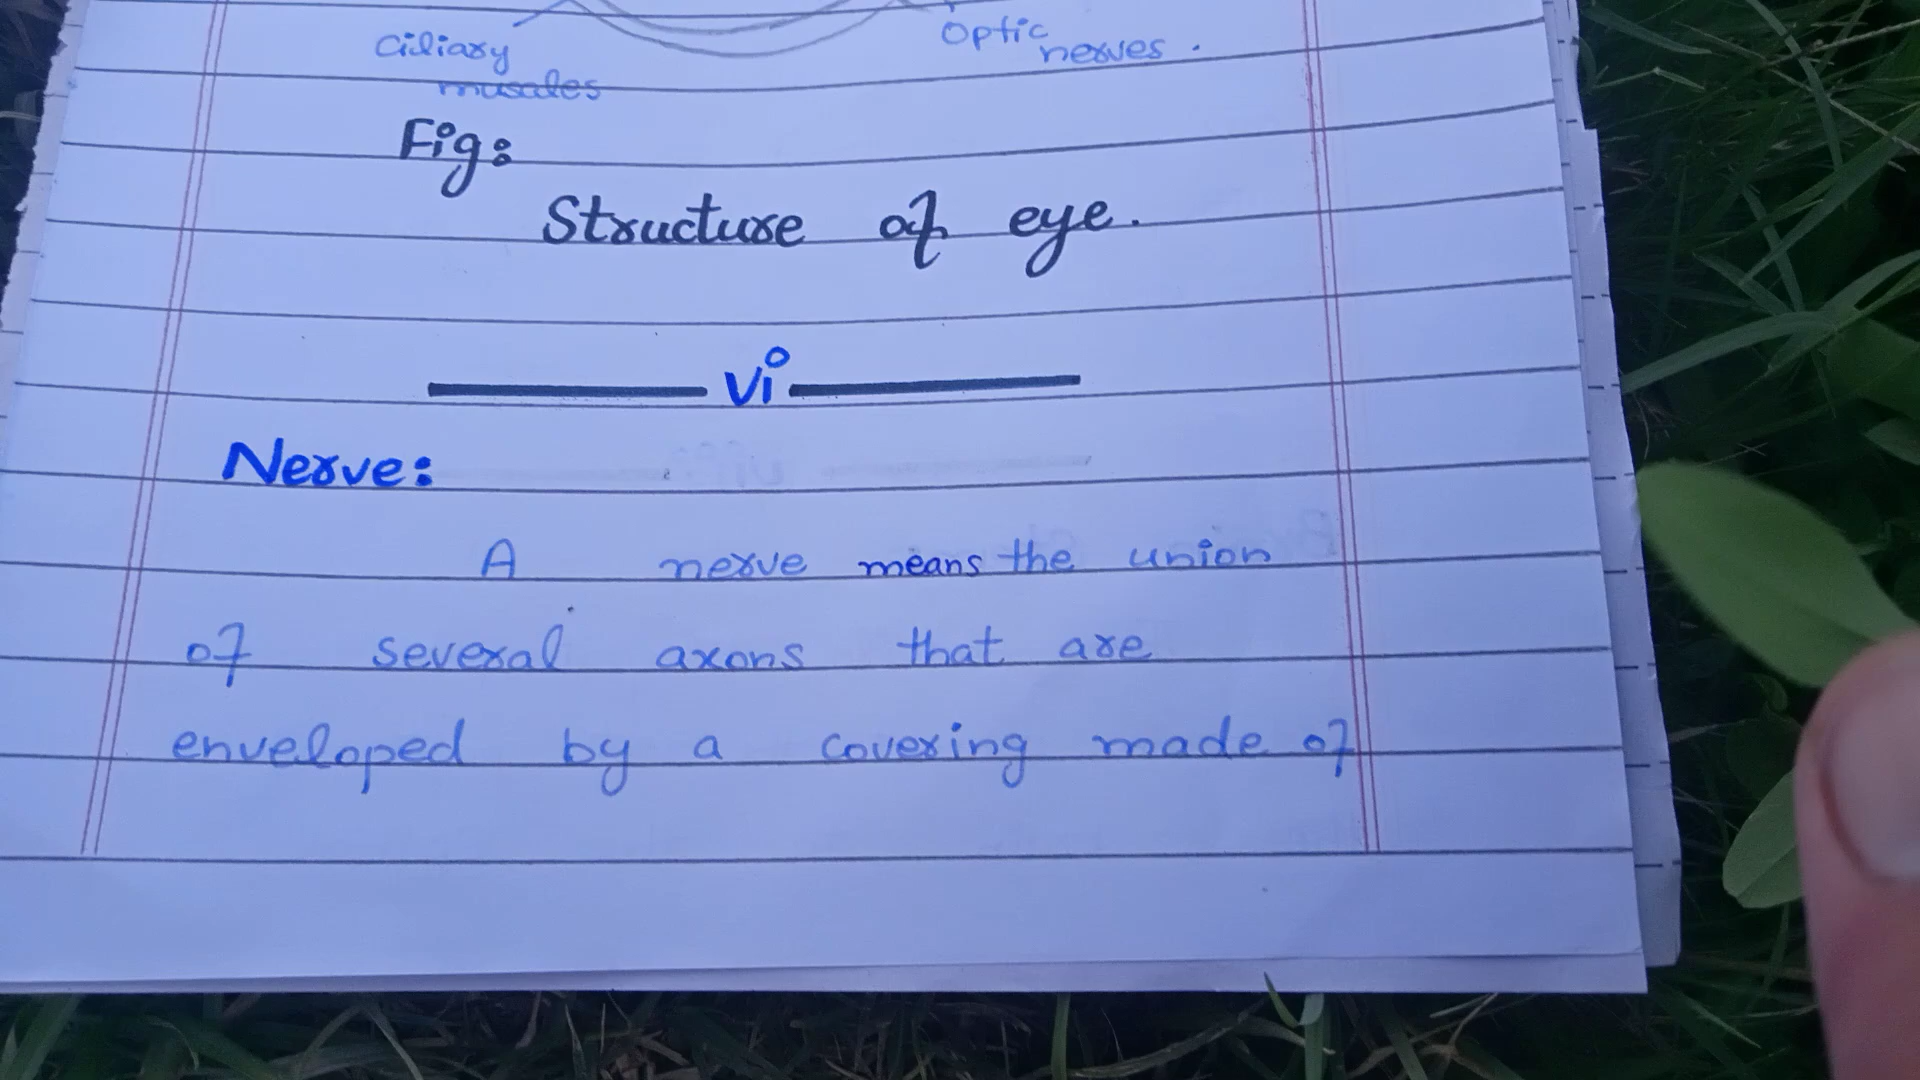 Ciliary
Optic
nerves.
muscles
Fig:
Structure of eye.
vi
Nerve:
A nerve means the union
of several axons that are
enveloped by a covering made of